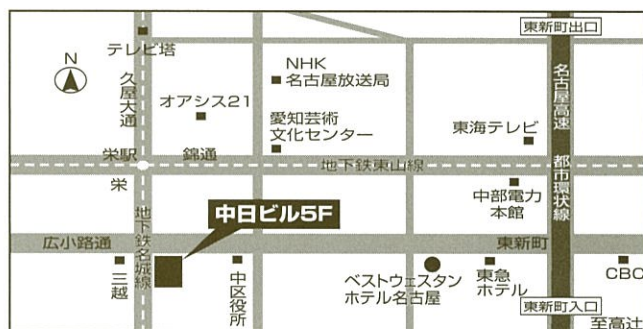 東新町出口
テレビ塔
N
久屋大通
NHK
名古屋放送局
オアシス21
愛知芸術
文化センター
東海テレビ
名古屋高速 都市環状線
栄駅
錦通
地下鉄東山線
栄
中部電力
本館
地下鉄名城線
中日ビル5F
広小路通
東新町
三越
中区役所
ベストウェスタン
ホテル名古屋
東急
ホテル
CBC
東新町入口
至高辻